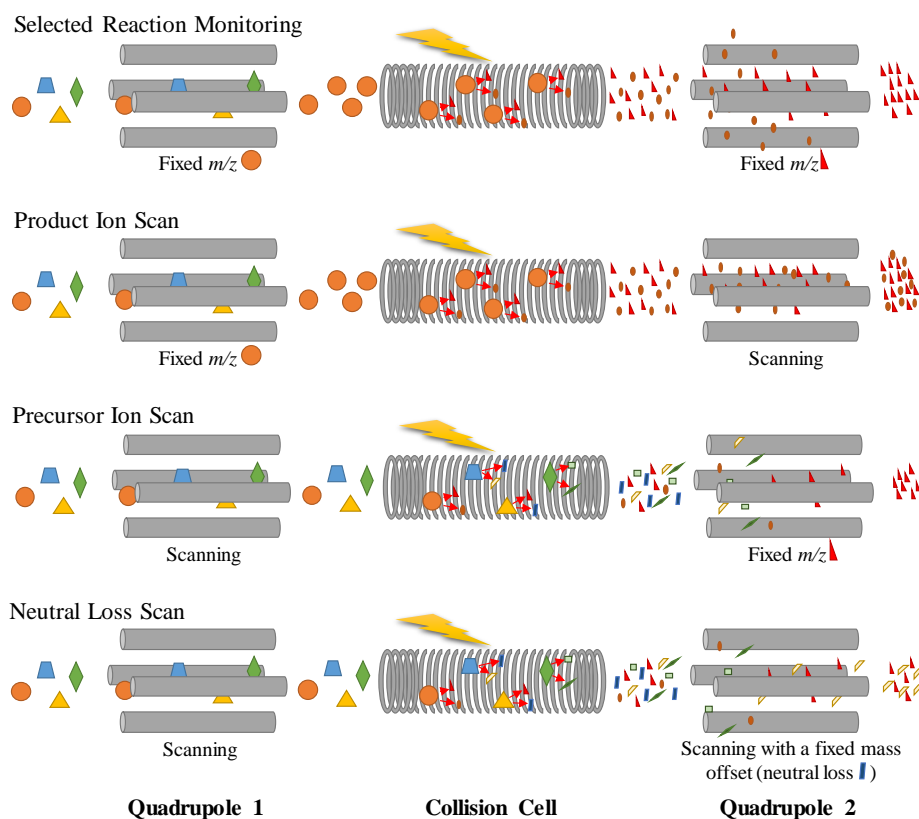 Selected Reaction Monitoring
Fixed m/z
Fixed m/z
Product Ion Scan
Fixed m/z
Scanning
Precursor Ion Scan
Scanning
Fixed m/z
Neutral Loss Scan
Scanning
Scanning with a fixed mass
offset (neutral loss )
Quadrupole 1
Collision Cell
Quadrupole 2